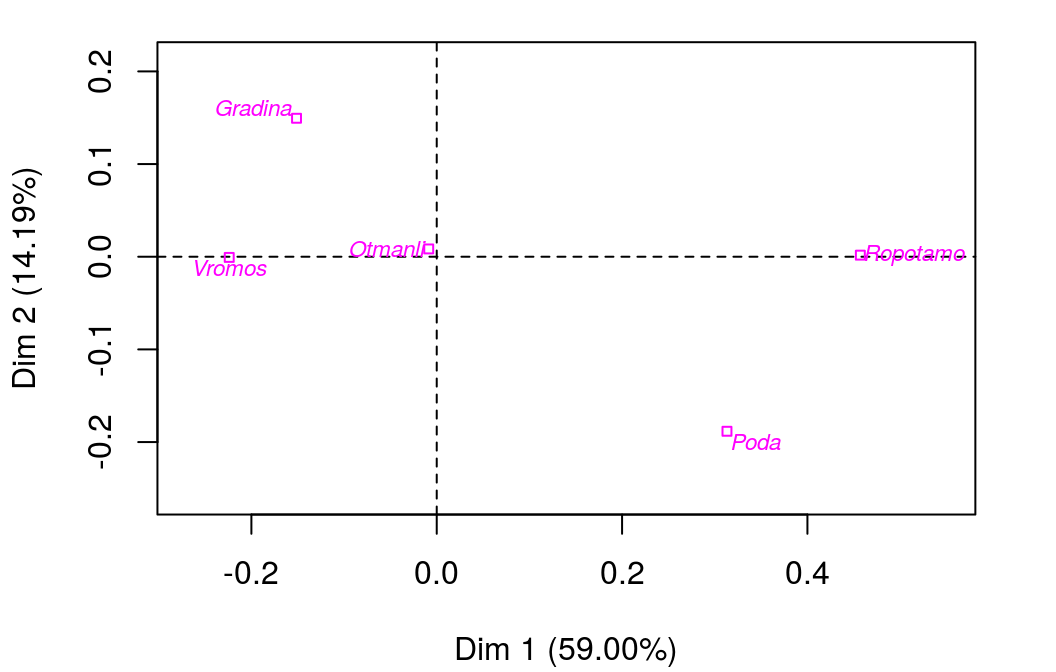 0.2
0.1
0.0
-0.1
-0.2
Dim 2 (14.19%)
Gradina
Otmanli
Vromos
Ropotamo
Poda
-0.2
0.0
0.2
0.4
Dim 1 (59.00%)